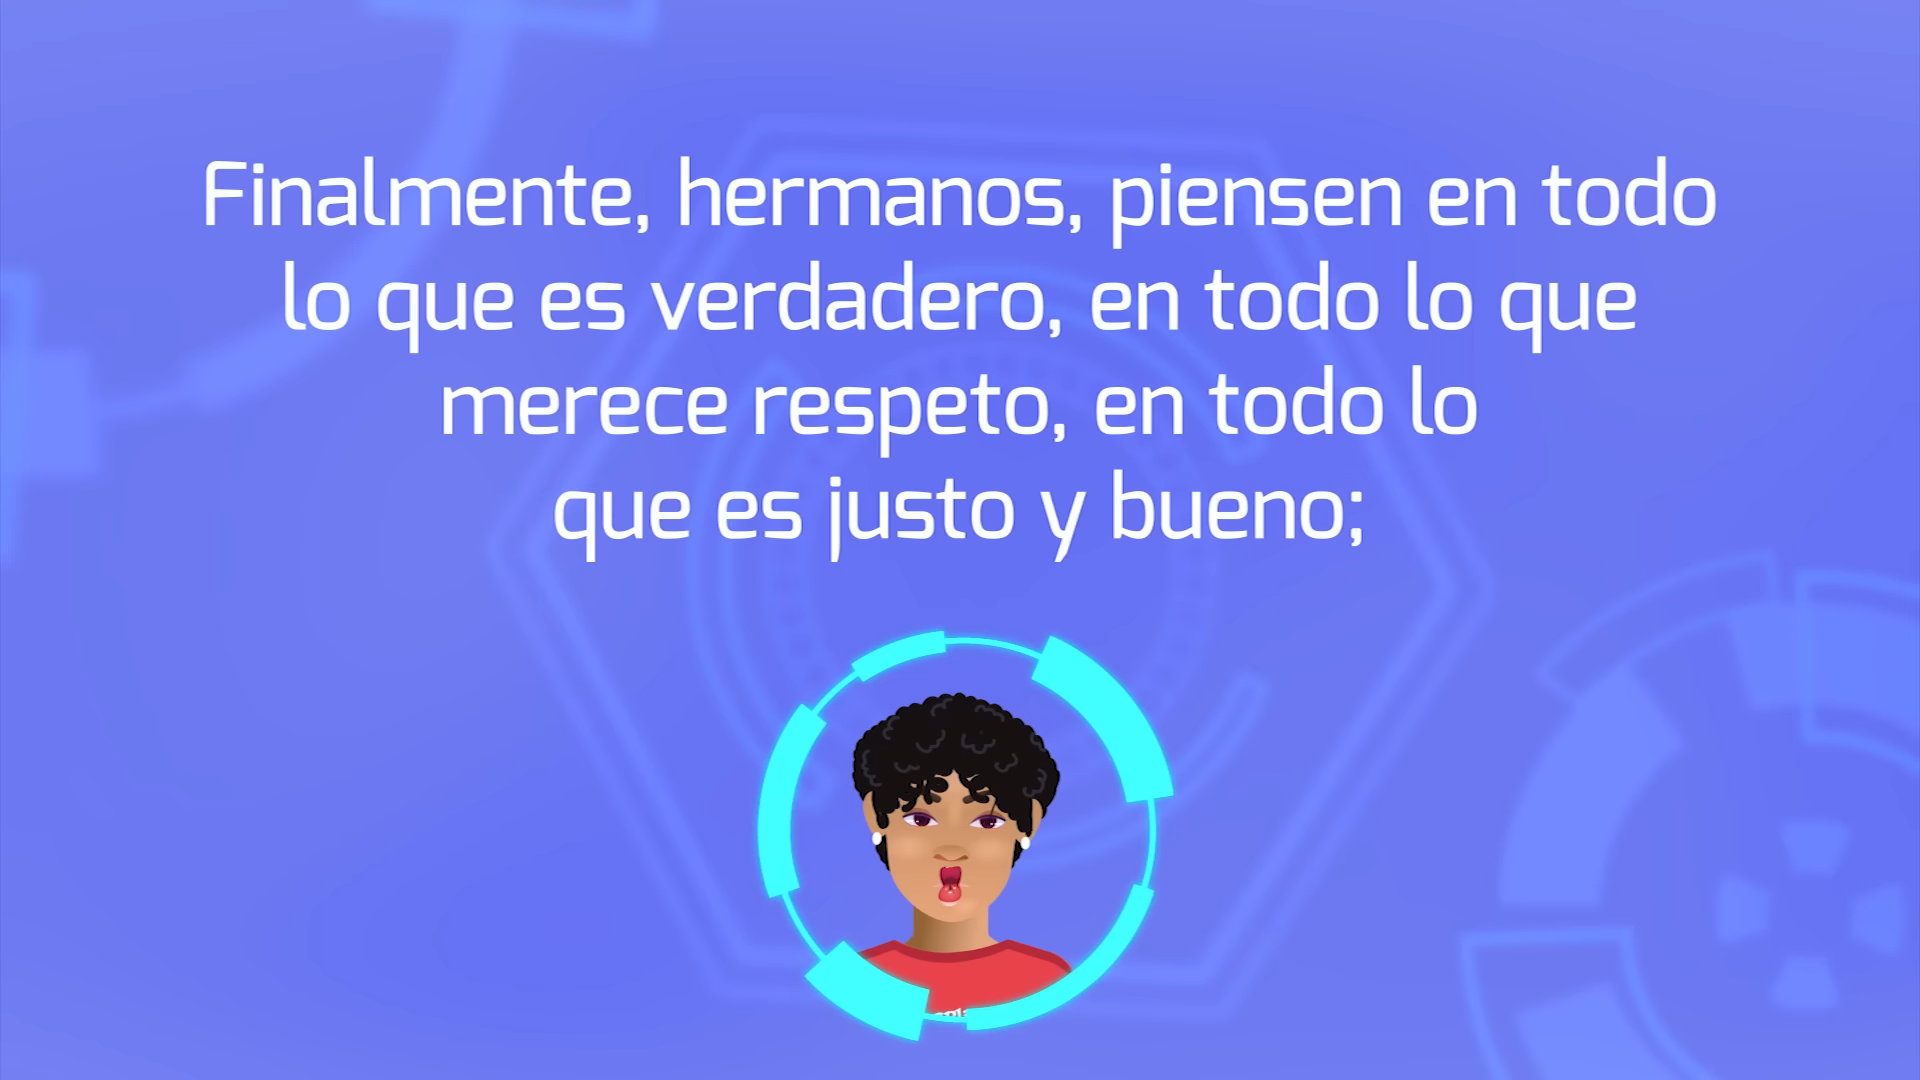 Finalmente, hermanos, piensen en todo
lo que es verdadero, en todo lo que
merece respeto, en todo lo
que es justo y bueno;